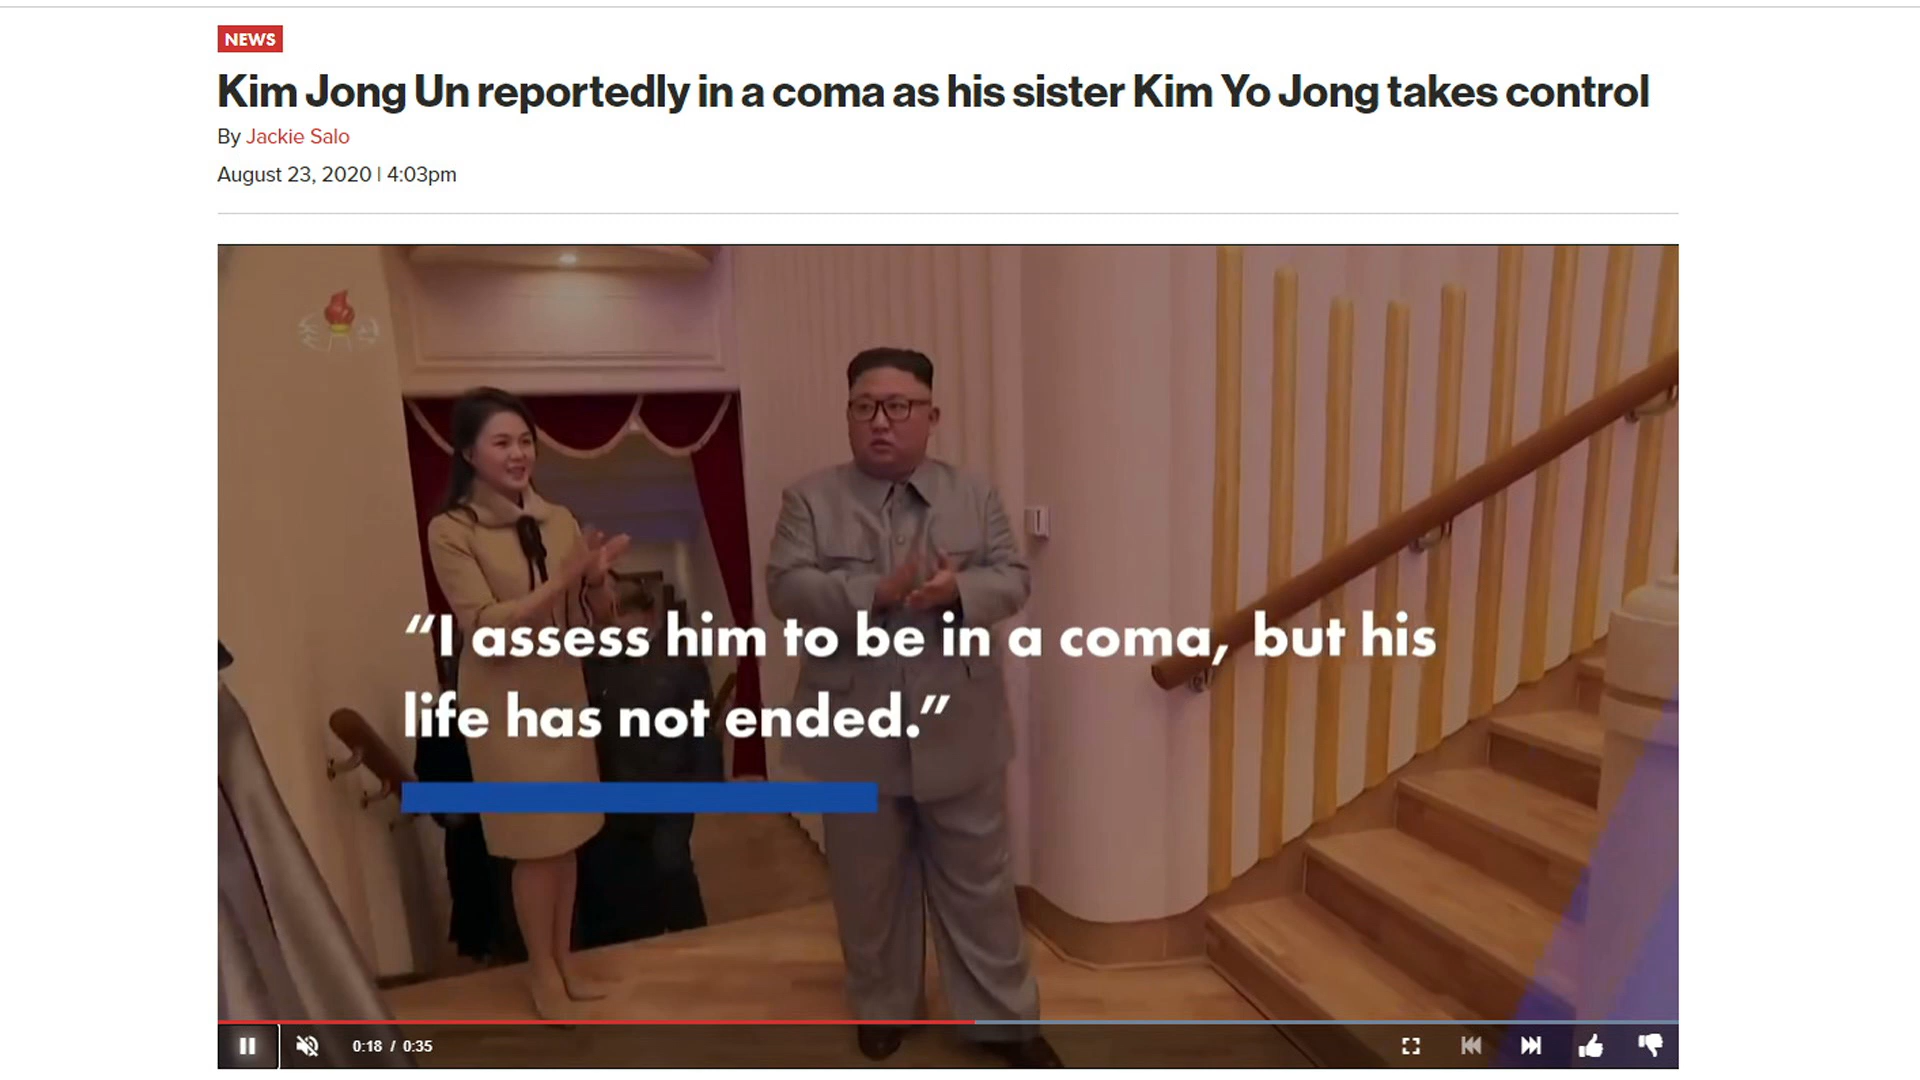 NEWS
Kim Jong Un reportedly in a coma as his sister Kim Yo Jong takes control
By Jackie Salo
August 23, 2020 | 4:03pm
“I assess him to be in a coma, but his
life has not ended.”
0:18 / 0:35